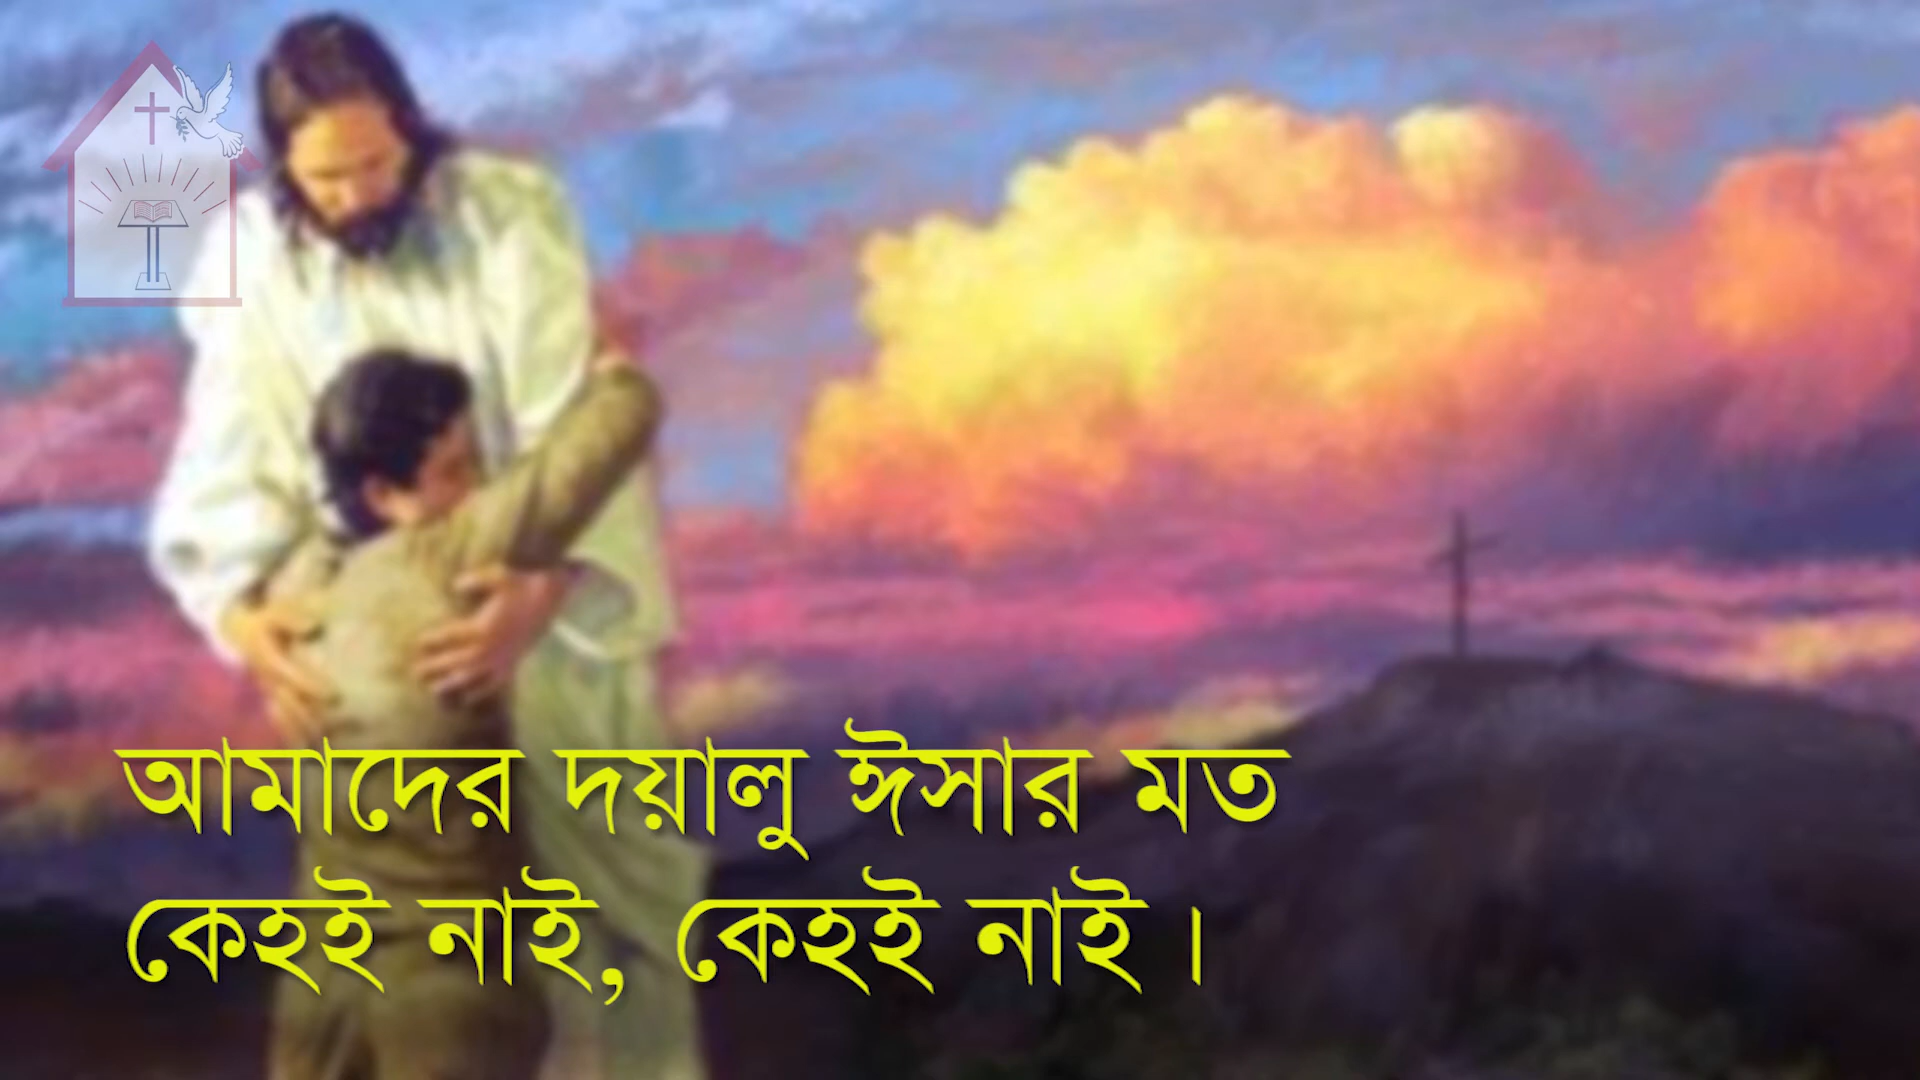 আমাদের দয়ালু ঈসার মত
কেহই নাই, কেহই নাই।